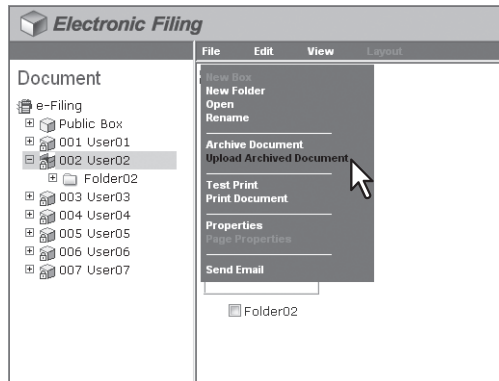 Electronic Filing
File Edit View Layout
Document
e-Filing
Public Box
001 User01
002 User02
Folder02
003 User03
004 User04
005 User05
006 User06
007 User07
New Box
New Folder
Open
Rename
Archive Document
Upload Archived Document
Test Print
Print Document
Properties
Page Properties
Send Email
Folder02